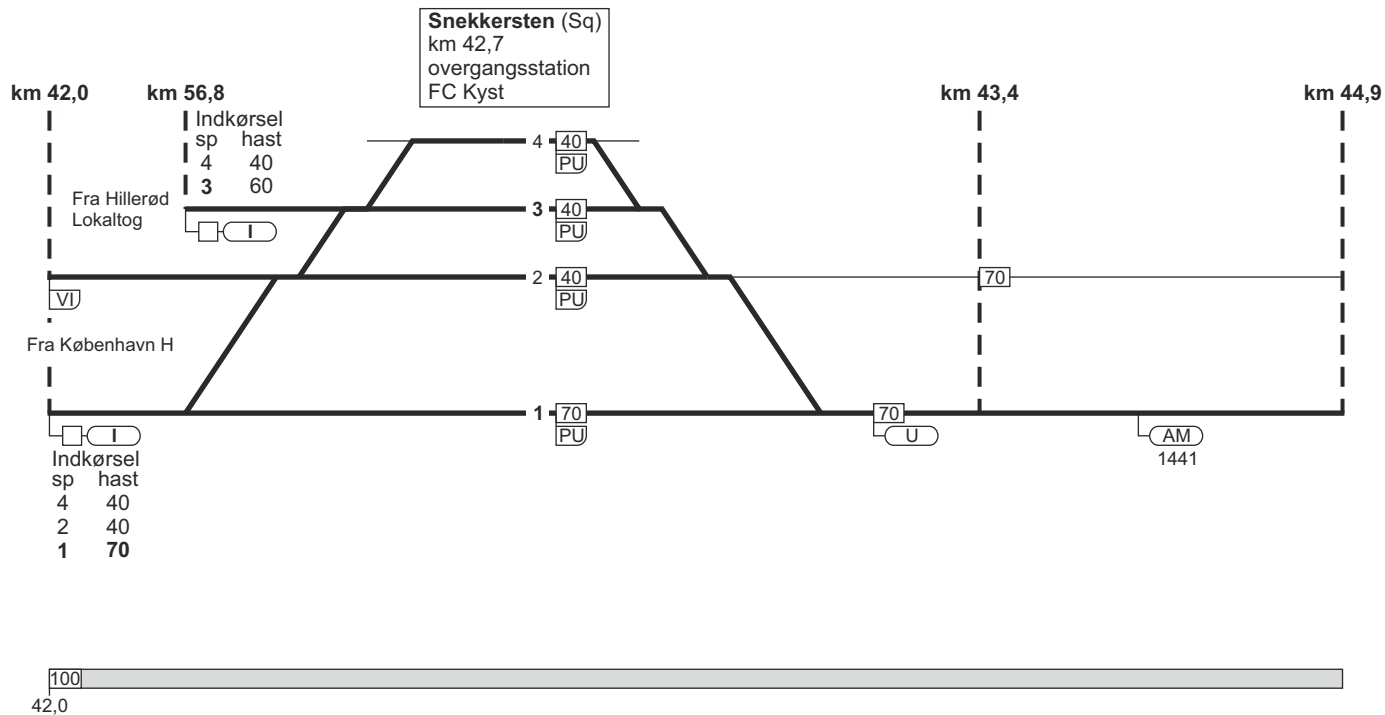 Snekkersten (Sq)
km 42,7
overgangsstation
FC Kyst
km 42,0
km 56,8
km 43,4
km 44,9
Indkørsel
sp hast
4 40
3 60
Fra Hillerød
Lokaltog
I
4 40
PU
3 40
PU
2 40
PU
70
VI
Fra København H
1 70
PU
70
U
AM
1441
I
Indkørsel
sp hast
4 40
2 40
1 70
100
42,0